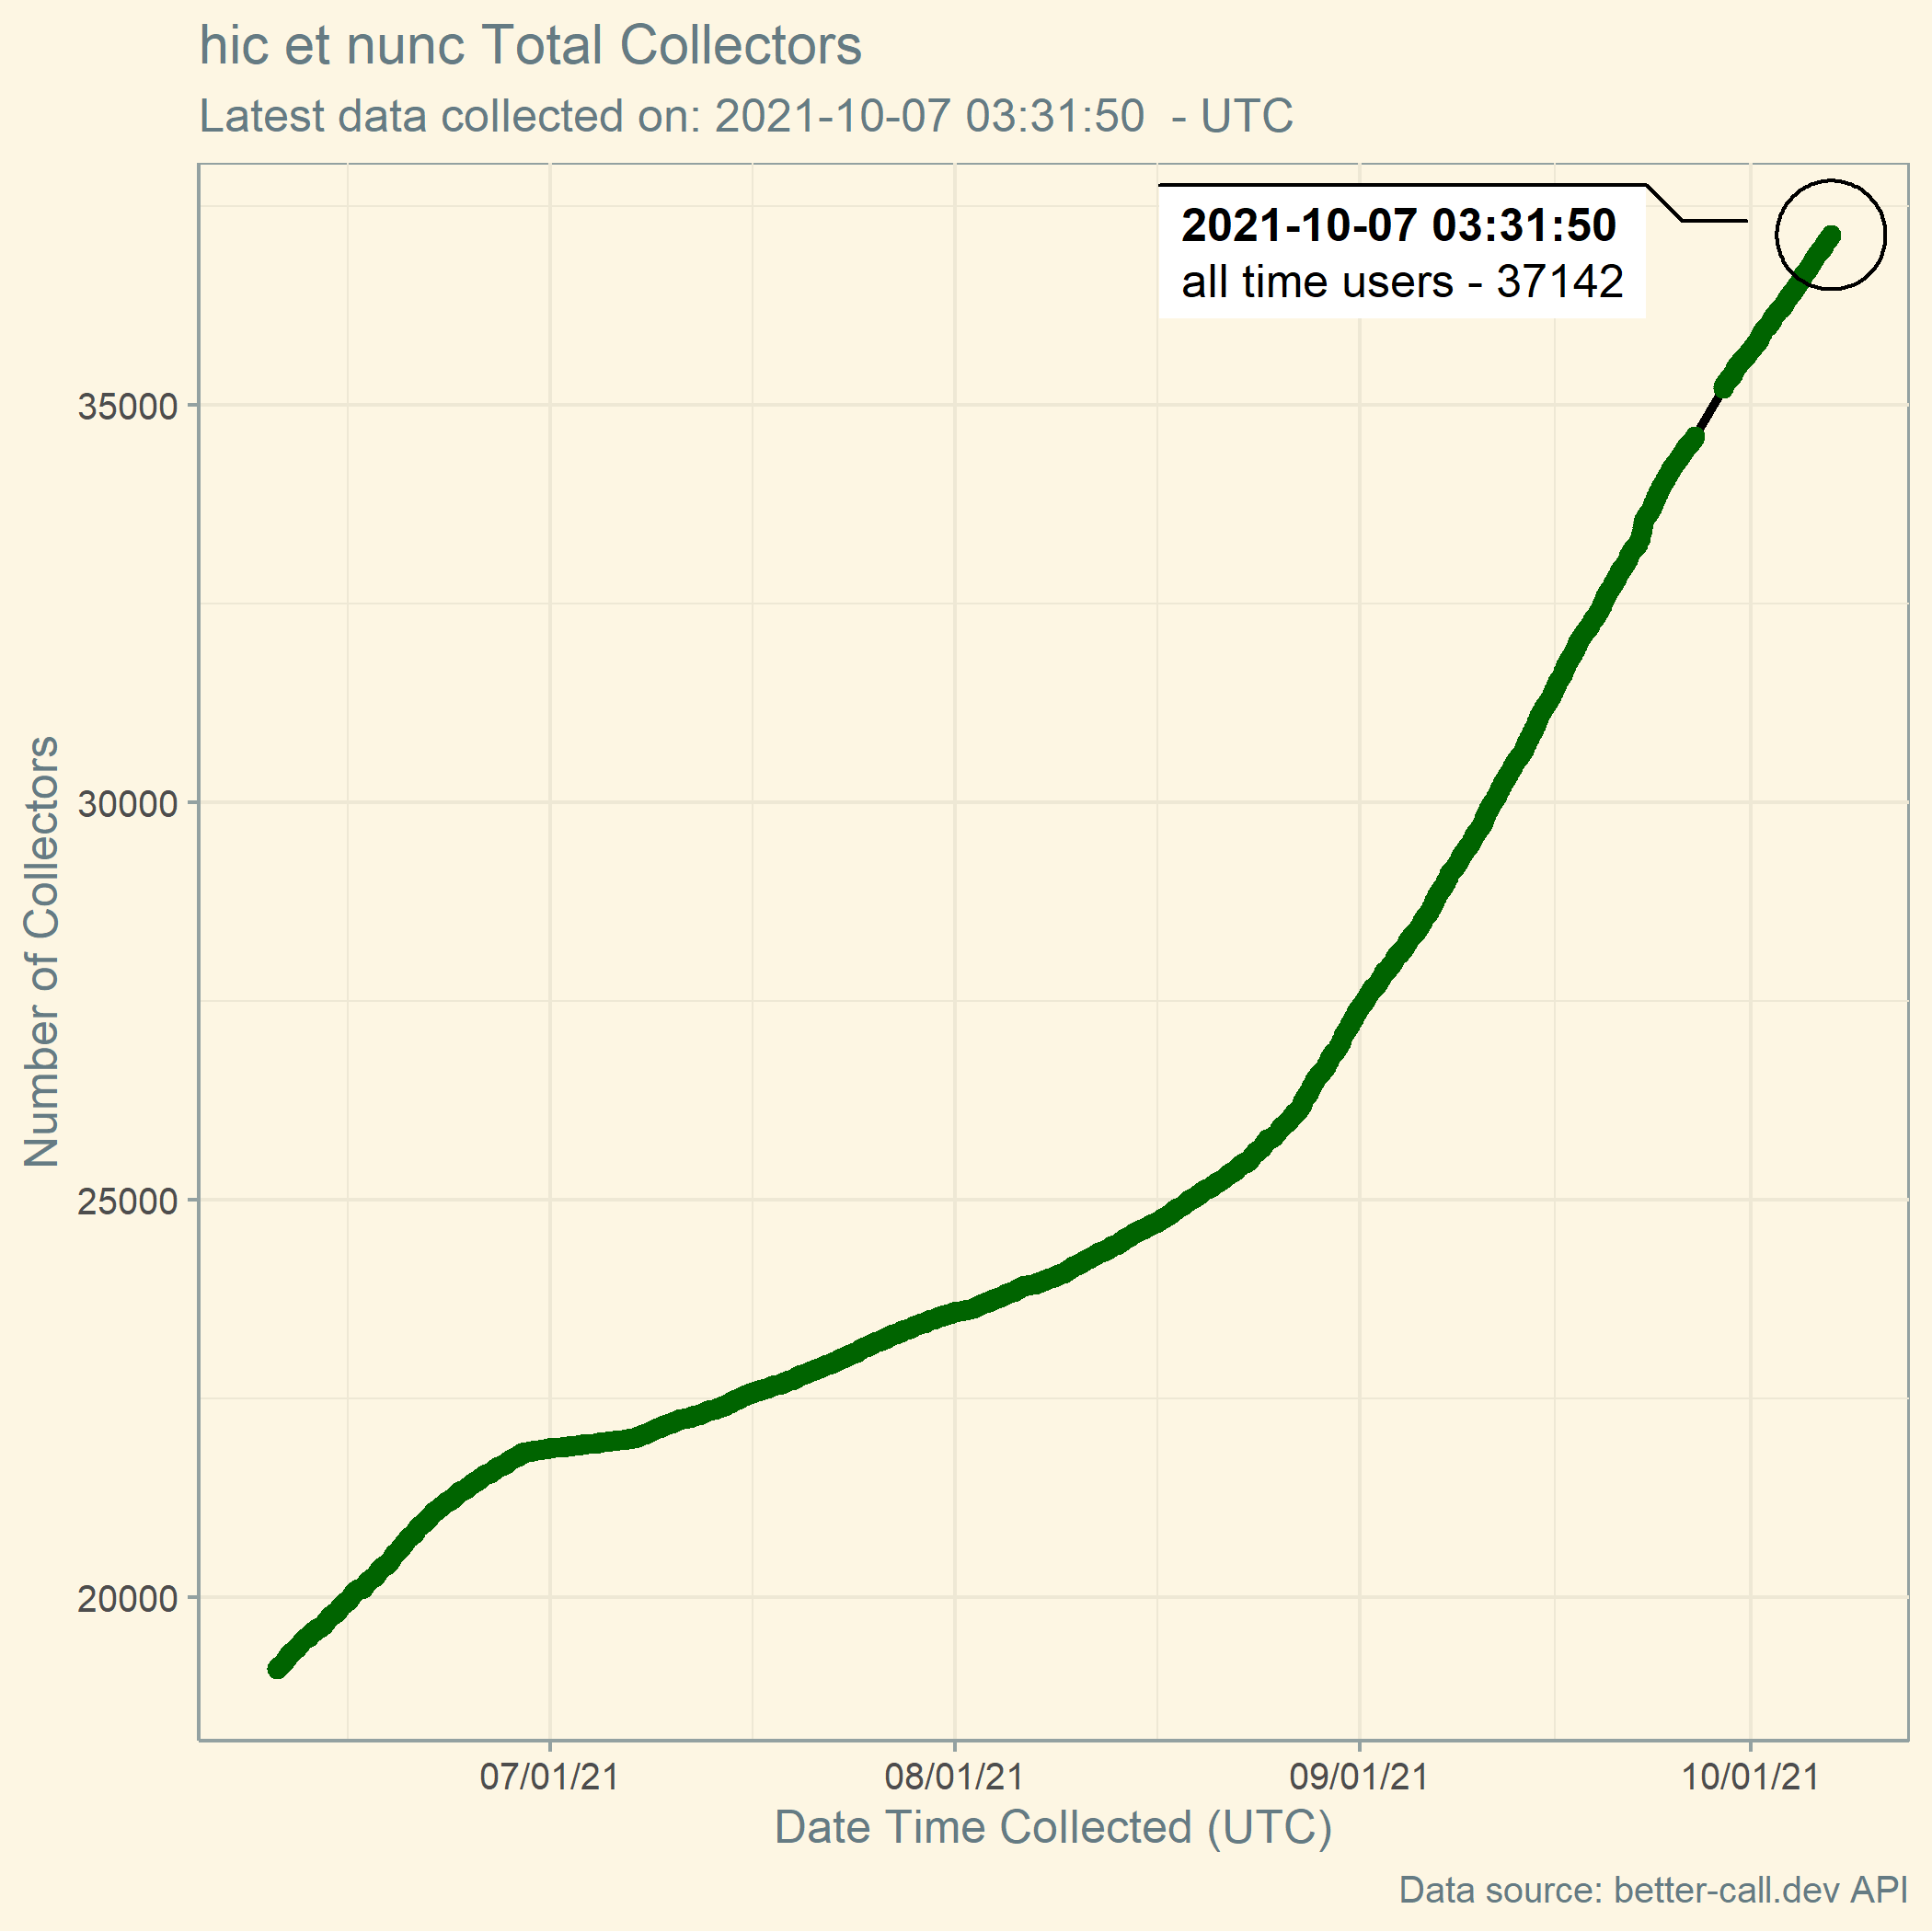 hic et nunc Total Collectors
Latest data collected on: 2021-10-07 03:31:50  - UTC
2021-10-07 03:31:50
all time users - 37142
Number of Collectors
35000
30000
25000
20000
07/01/21
08/01/21
09/01/21
10/01/21
Date Time Collected (UTC)
Data source: better-call.dev API